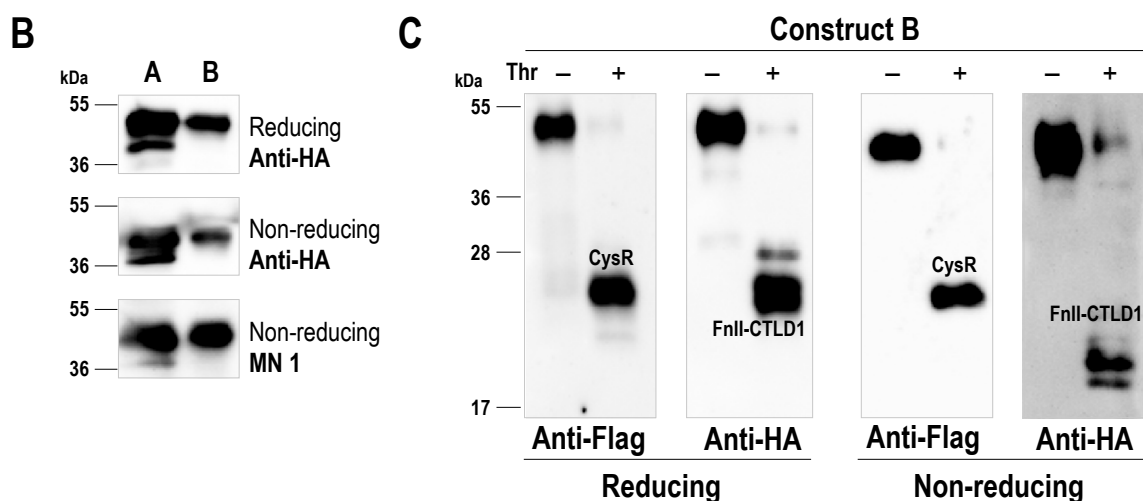 B
kDa
A B
55
36
Reducing
Anti-HA
55
36
Non-reducing
Anti-HA
55
36
Non-reducing
MN 1
C
Construct B
kDa
Thr – + – + – + – +
55
36
28
17
CysR
FnII-CTLD1
CysR
FnII-CTLD1
Anti-Flag Anti-HA Anti-Flag Anti-HA
Reducing Non-reducing